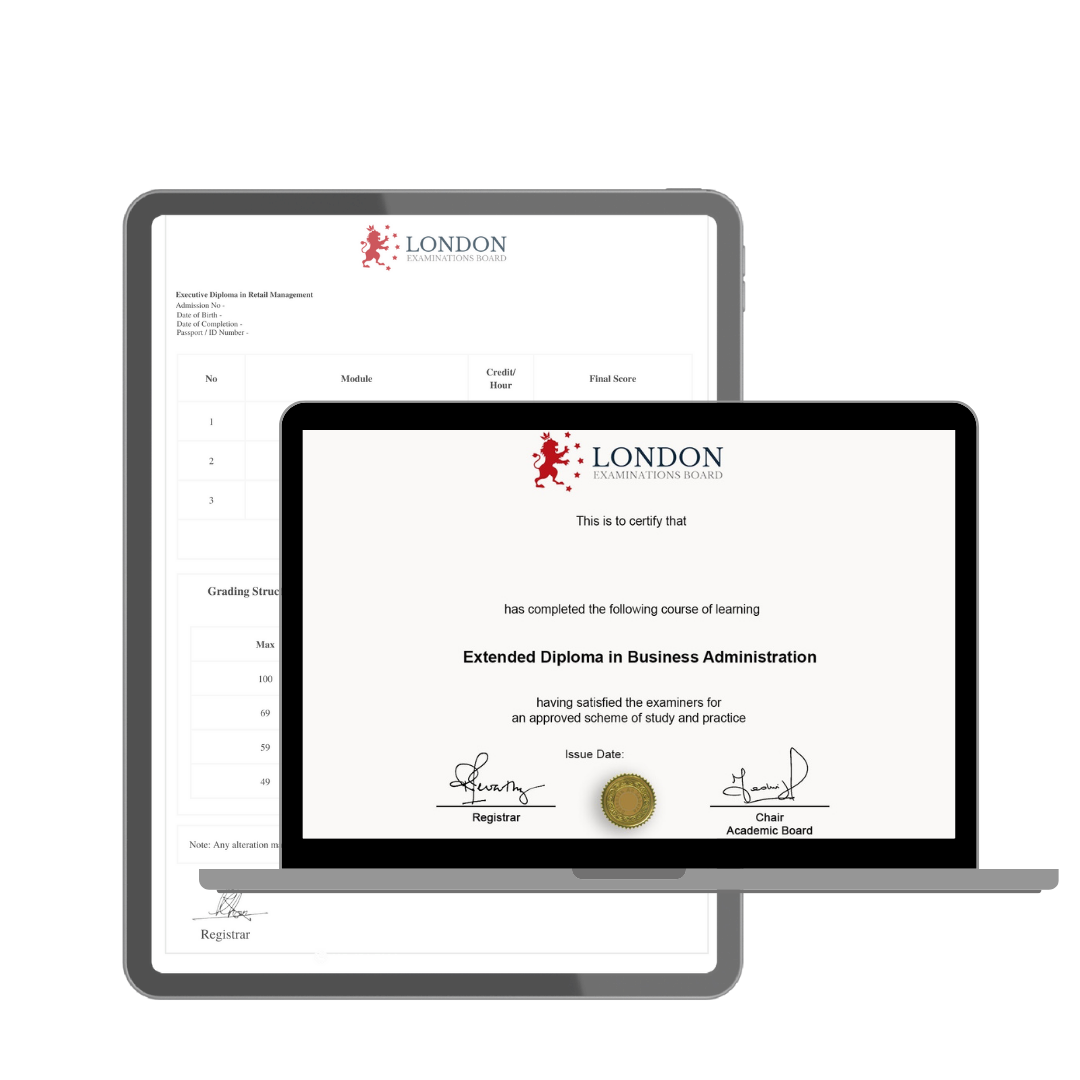 LONDON
EXAMINATIONS BOARD
Executive Diploma in Retail Management
Admission No -
Date of Birth -
Date of Completion -
Passport / ID Number -
No Module Credit/ Hour Final Score
1
2
3
Grading Struc
Max
100
69
59
49
Note: Any alteration
Registrar
LONDON
EXAMINATIONS BOARD
This is to certify that
has completed the following course of learning
Extended Diploma in Business Administration
having satisfied the examiners for
an approved scheme of study and practice
Issue Date:
Registrar
Chair
Academic Board